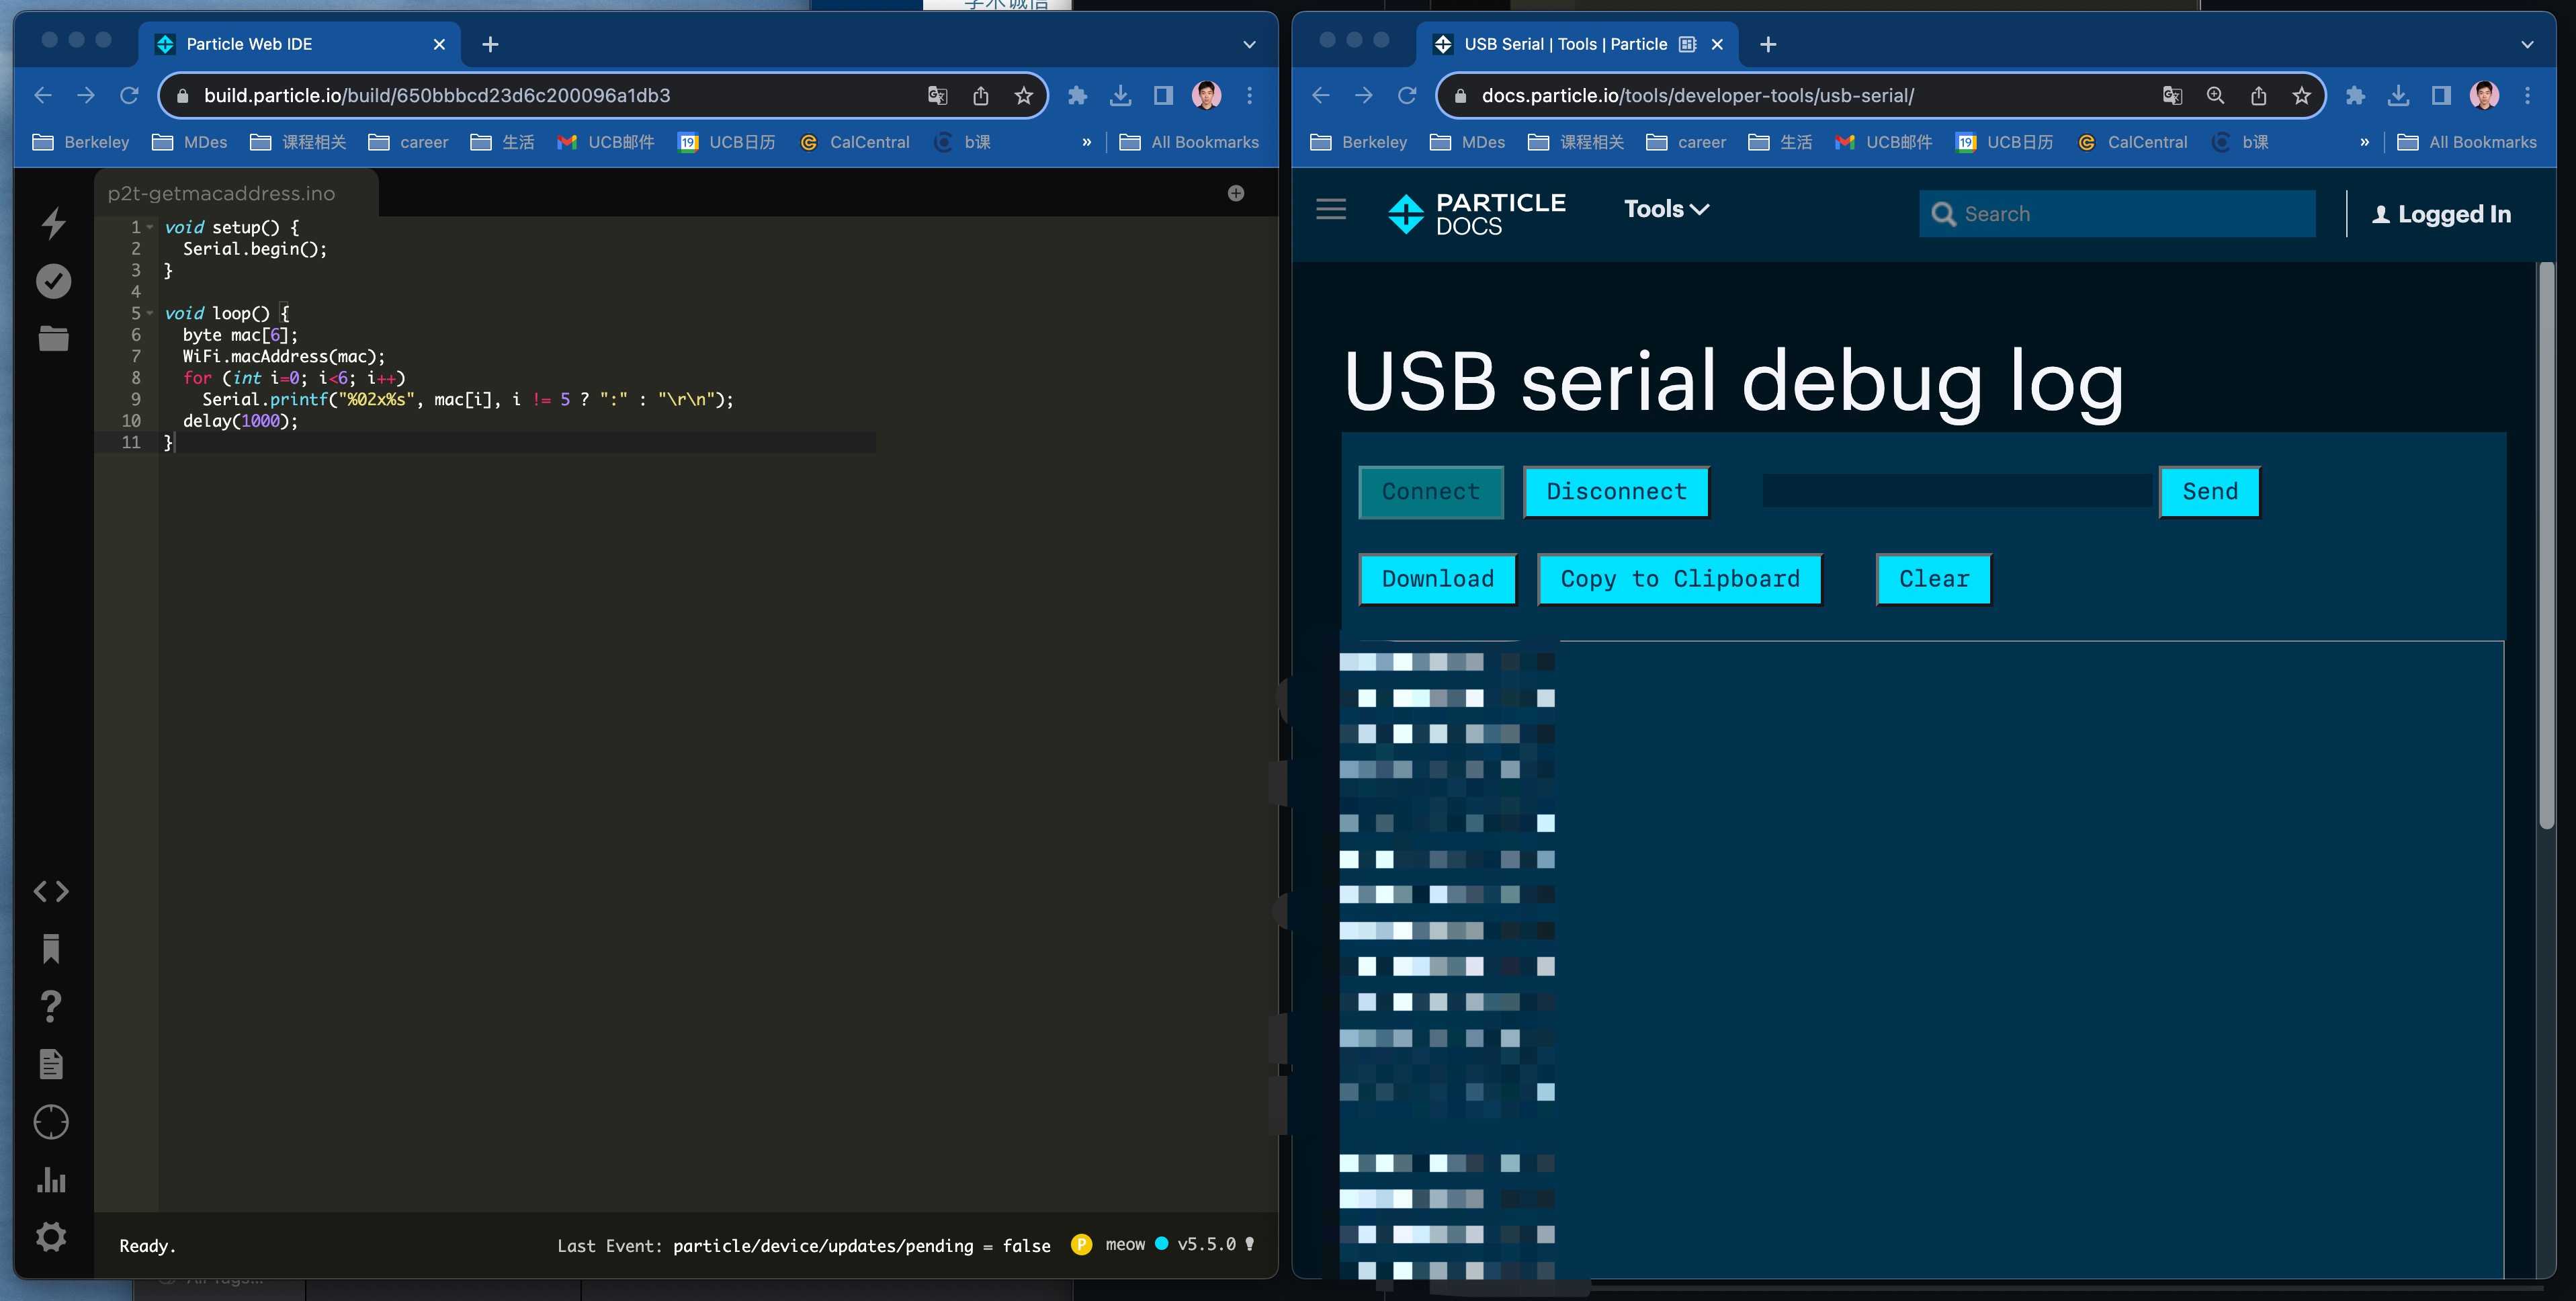 学术诚信
Particle Web IDE
build.particle.io/build/650bbbcd23d6c200096a1db3
Berkeley MDes 课程相关 career 生活 UCB邮件 19 UCB日历 CalCentral b课 » All Bookmarks
p2t-getmacaddress.ino
1 void setup() {
2 Serial.begin();
3 }
4
5 void loop() {
6 byte mac[6];
7 WiFi.macAddress(mac);
8 for (int i=0; i<6; i++)
9 Serial.printf("%02x%s", mac[i], i != 5 ? ":" : "\r\n");
10 delay(1000);
11 }
Ready.
Last Event: particle/device/updates/pending = false P meow v5.5.0
USB Serial | Tools | Particle
docs.particle.io/tools/developer-tools/usb-serial/
Berkeley MDes 课程相关 career 生活 UCB邮件 19 UCB日历 CalCentral b课 » All Bookmarks
PARTICLE
DOCS
Tools
Search
Logged In
USB serial debug log
Connect Disconnect Send
Download Copy to Clipboard Clear